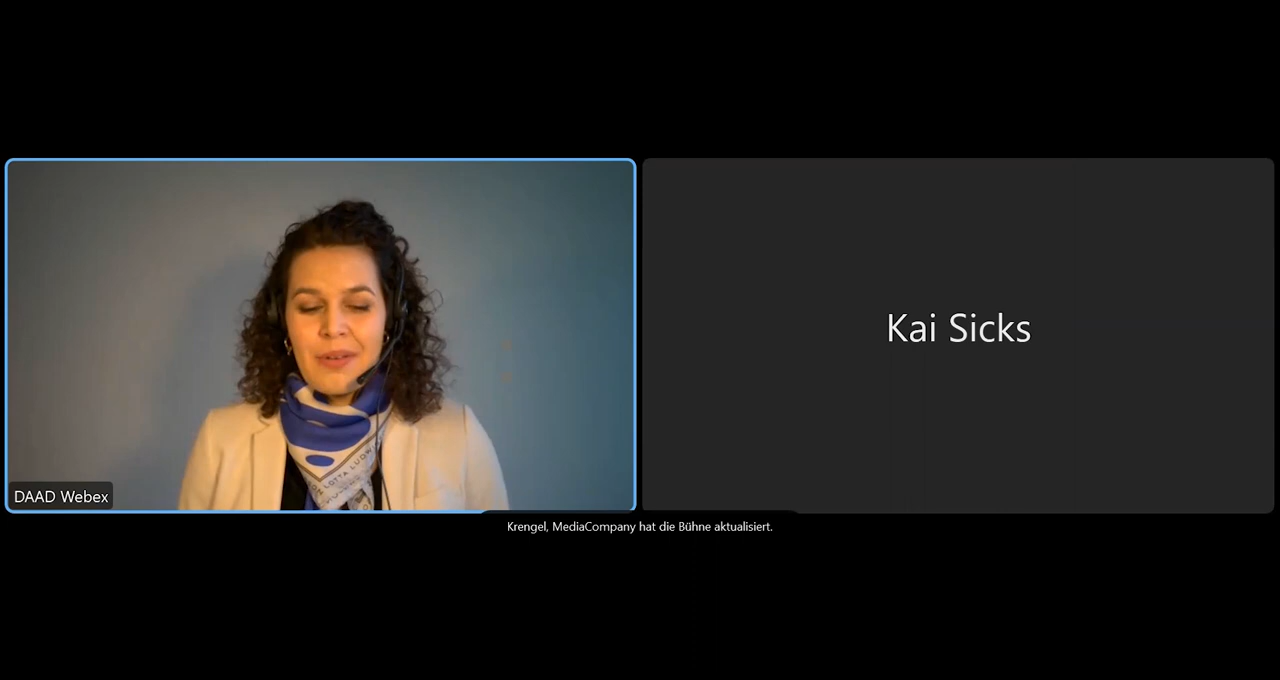 Kai Sicks
DAAD Webex
Krengel, MediaCompany hat die Bühne aktualisiert.